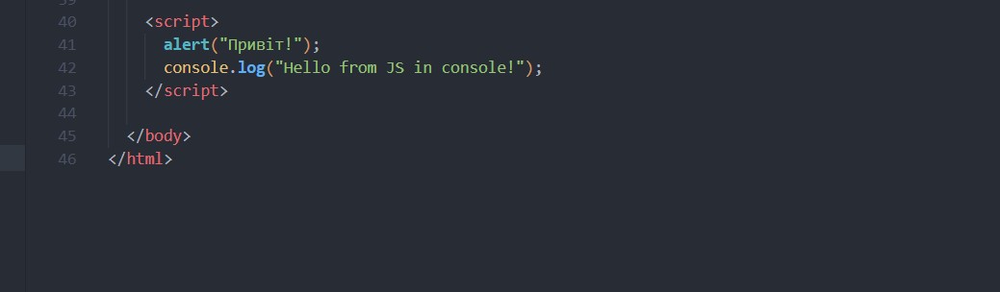 39
40 <script>
41 alert("Привіт!");
42 console.log("Hello from JS in console!");
43 </script>
44
45 </body>
46 </html>